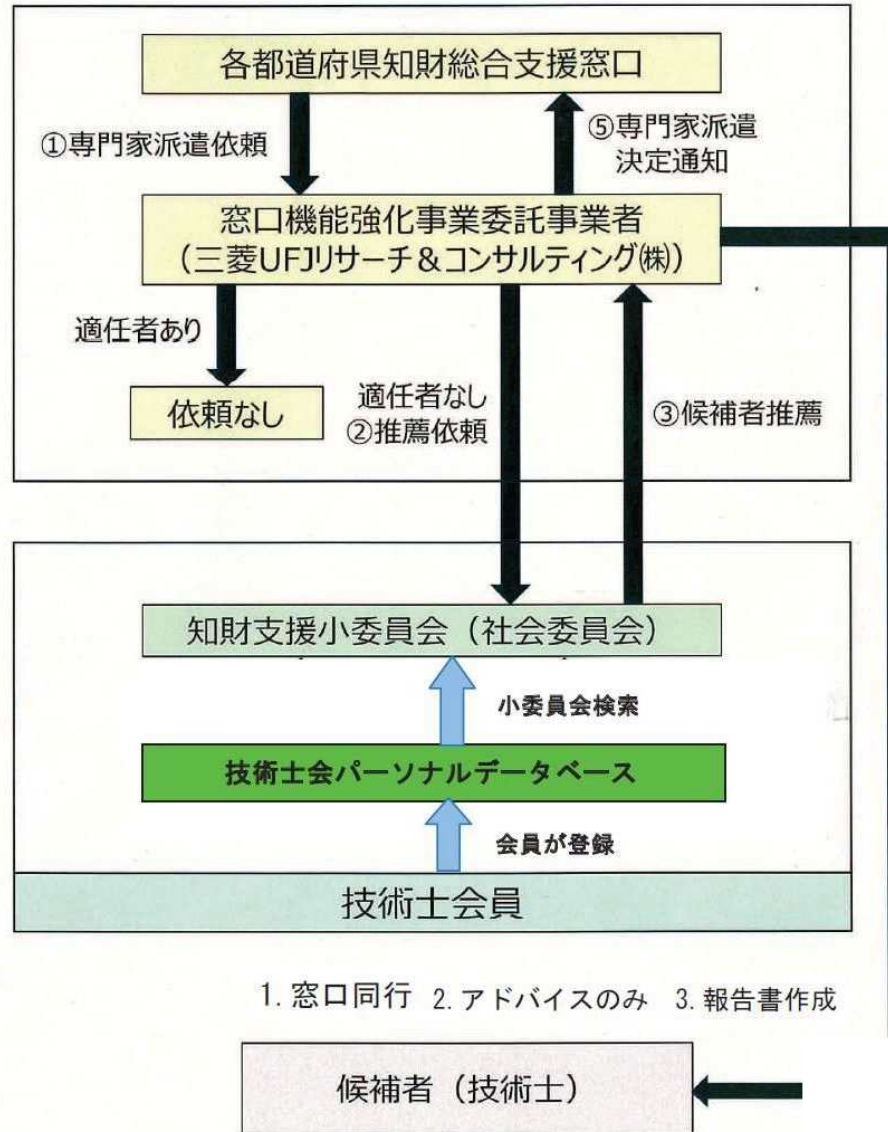 各都道府県知財総合支援窓口
①専門家派遣依頼
⑤専門家派遣
決定通知
窓口機能強化事業委託事業者
（三菱UFJリサーチ＆コンサルティング㈱）
適任者あり
依頼なし
適任者なし
②推薦依頼
③候補者推薦
知財支援小委員会（社会委員会）
小委員会検索
技術士会パーソナルデータベース
会員が登録
技術士会員
1. 窓口同行 2. アドバイスのみ 3. 報告書作成
候補者（技術士）